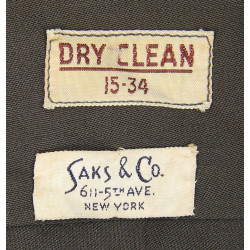 DRY CLEAN
15-34
SAKS & CO.
611-5TH AVE.
NEW YORK